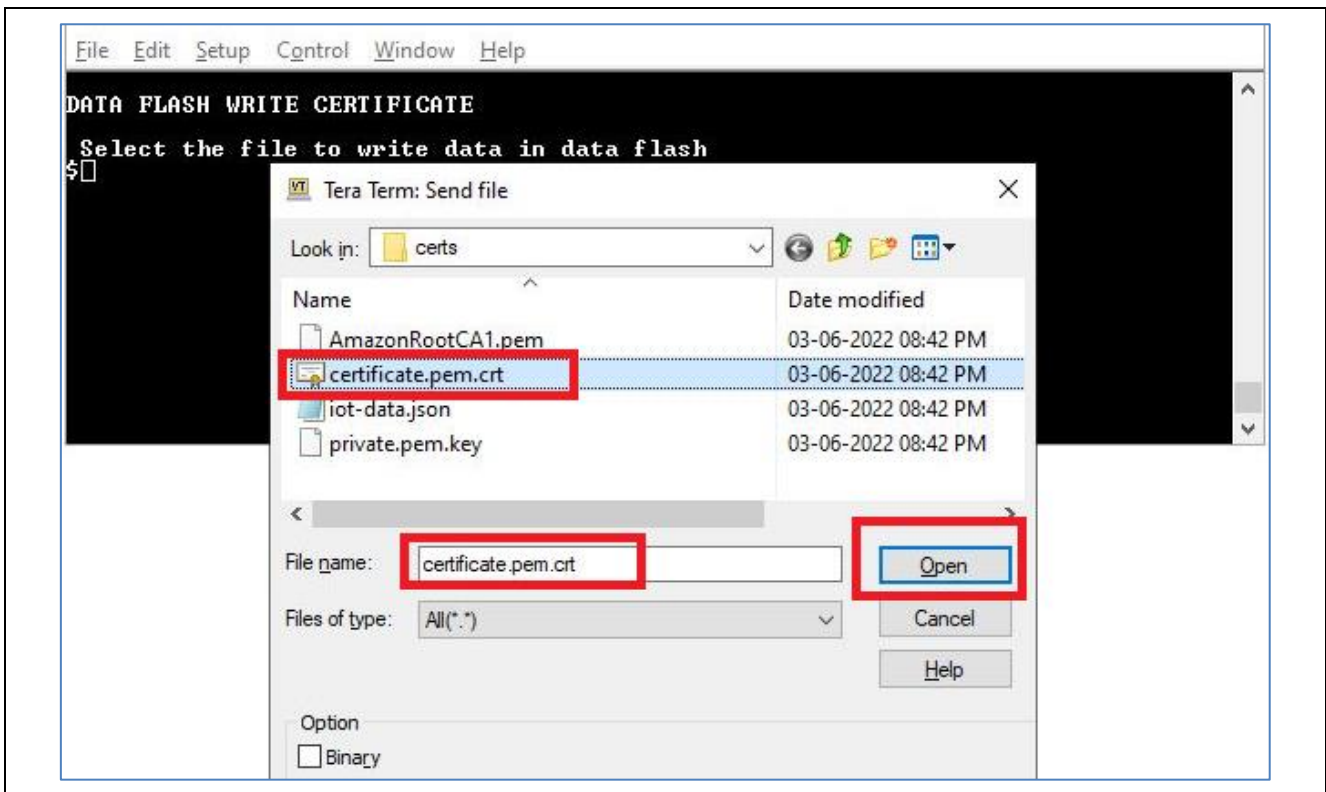 File Edit Setup Control Window Help
DATA FLASH WRITE CERTIFICATE
Select the file to write data in data flash
$
VT Tera Term: Send file
Look in: certs
Name Date modified
AmazonRootCA1.pem 03-06-2022 08:42 PM
certificate.pem.crt 03-06-2022 08:42 PM
iot-data.json 03-06-2022 08:42 PM
private.pem.key 03-06-2022 08:42 PM
File name: certificate.pem.crt Open
Files of type: All(*.*) Cancel
Help
Option
Binary